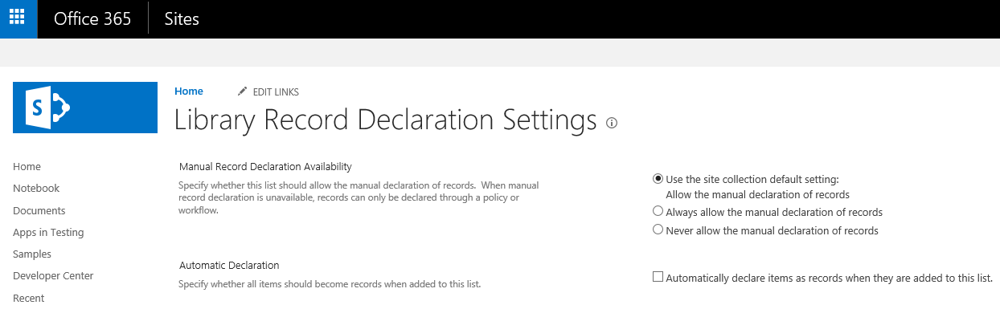 Office 365
Sites
Home
EDIT LINKS
S
Library Record Declaration Settings
Home
Notebook
Documents
Apps in Testing
Samples
Developer Center
Recent
Manual Record Declaration Availability
Specify whether this list should allow the manual declaration of records. When manual
record declaration is unavailable, records can only be declared through a policy or
workflow.
Use the site collection default setting:
Allow the manual declaration of records
Always allow the manual declaration of records
Never allow the manual declaration of records
Automatic Declaration
Specify whether all items should become records when added to this list.
Automatically declare items as records when they are added to this list.